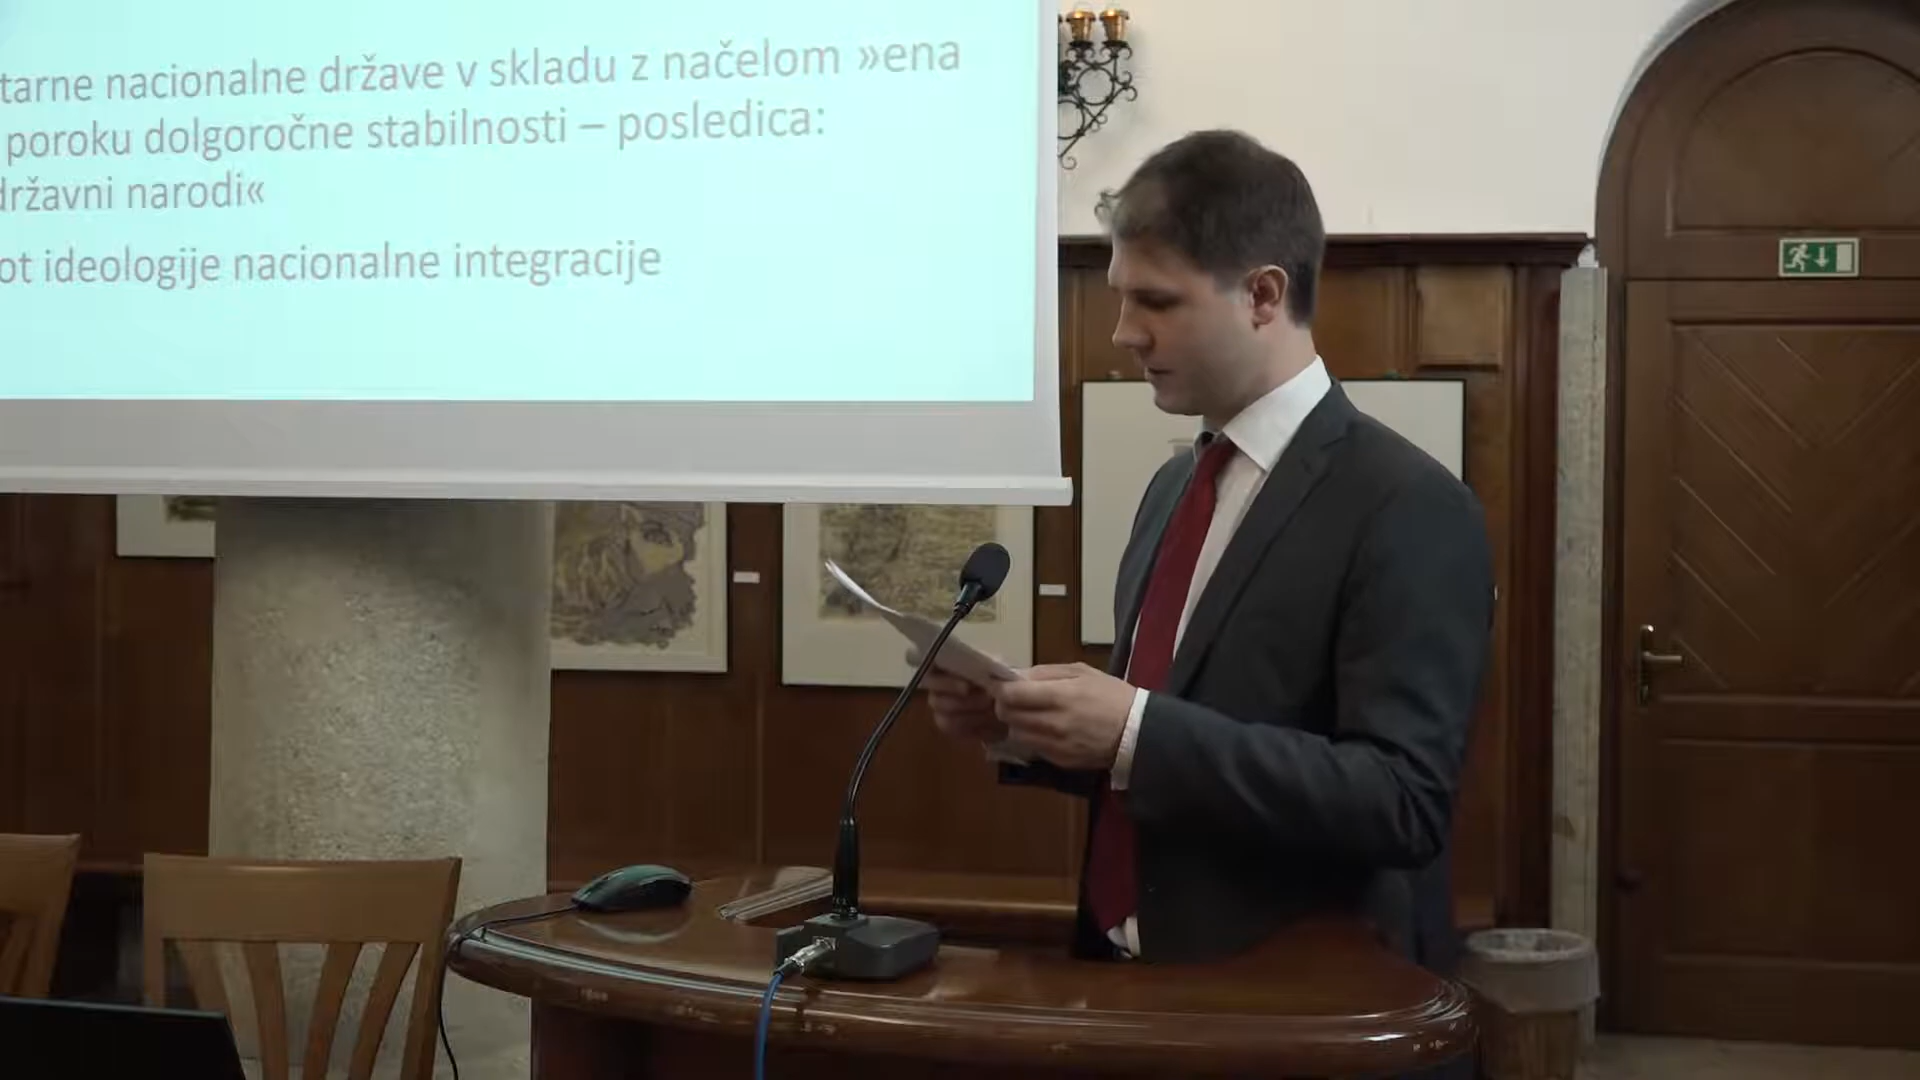 tarne nacionalne države v skladu z načelom »ena
poroku dolgoročne stabilnosti – posledica:
državni narodi«
ot ideologije nacionalne integracije